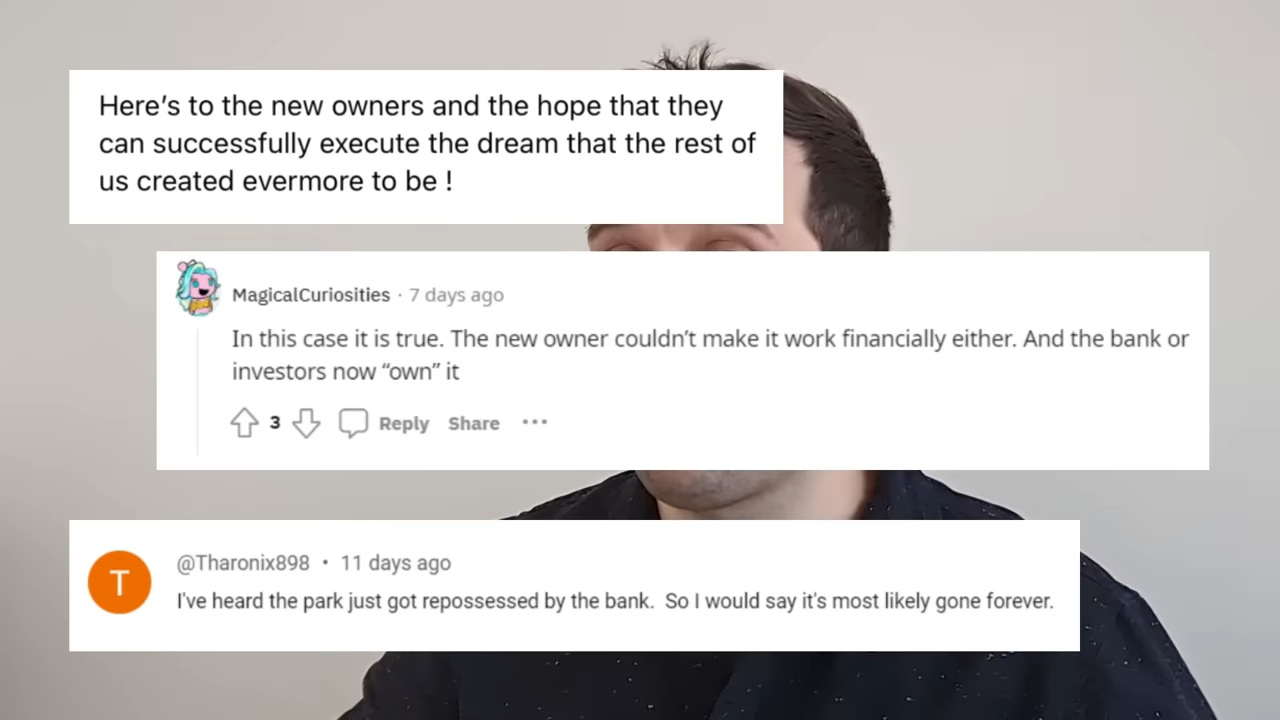 Here's to the new owners and the hope that they
can successfully execute the dream that the rest of
us created evermore to be !
MagicalCuriosities · 7 days ago
In this case it is true. The new owner couldn't make it work financially either. And the bank or
investors now “own” it
3 Reply Share ···
T
@Tharonix898 • 11 days ago
I've heard the park just got repossessed by the bank.  So I would say it's most likely gone forever.